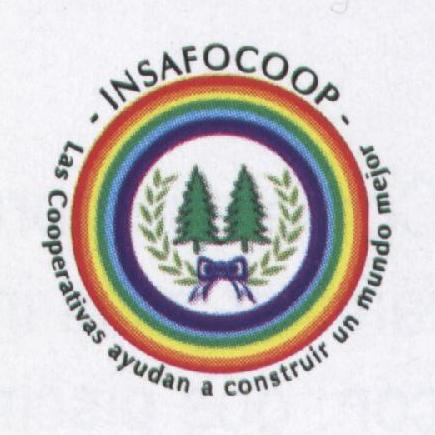 - INSAFOCOOP -
Las Cooperativas ayudan a construir un mundo mejor